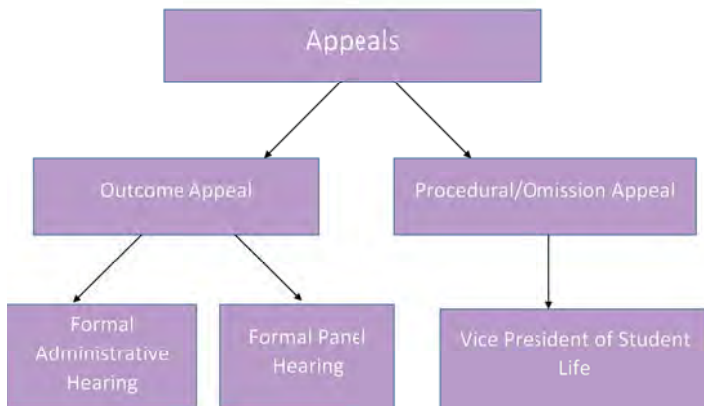 Appeals
Outcome Appeal
Procedural/Omission Appeal
Formal
Administrative
Hearing
Formal Panel
Hearing
Vice President of Student
Life